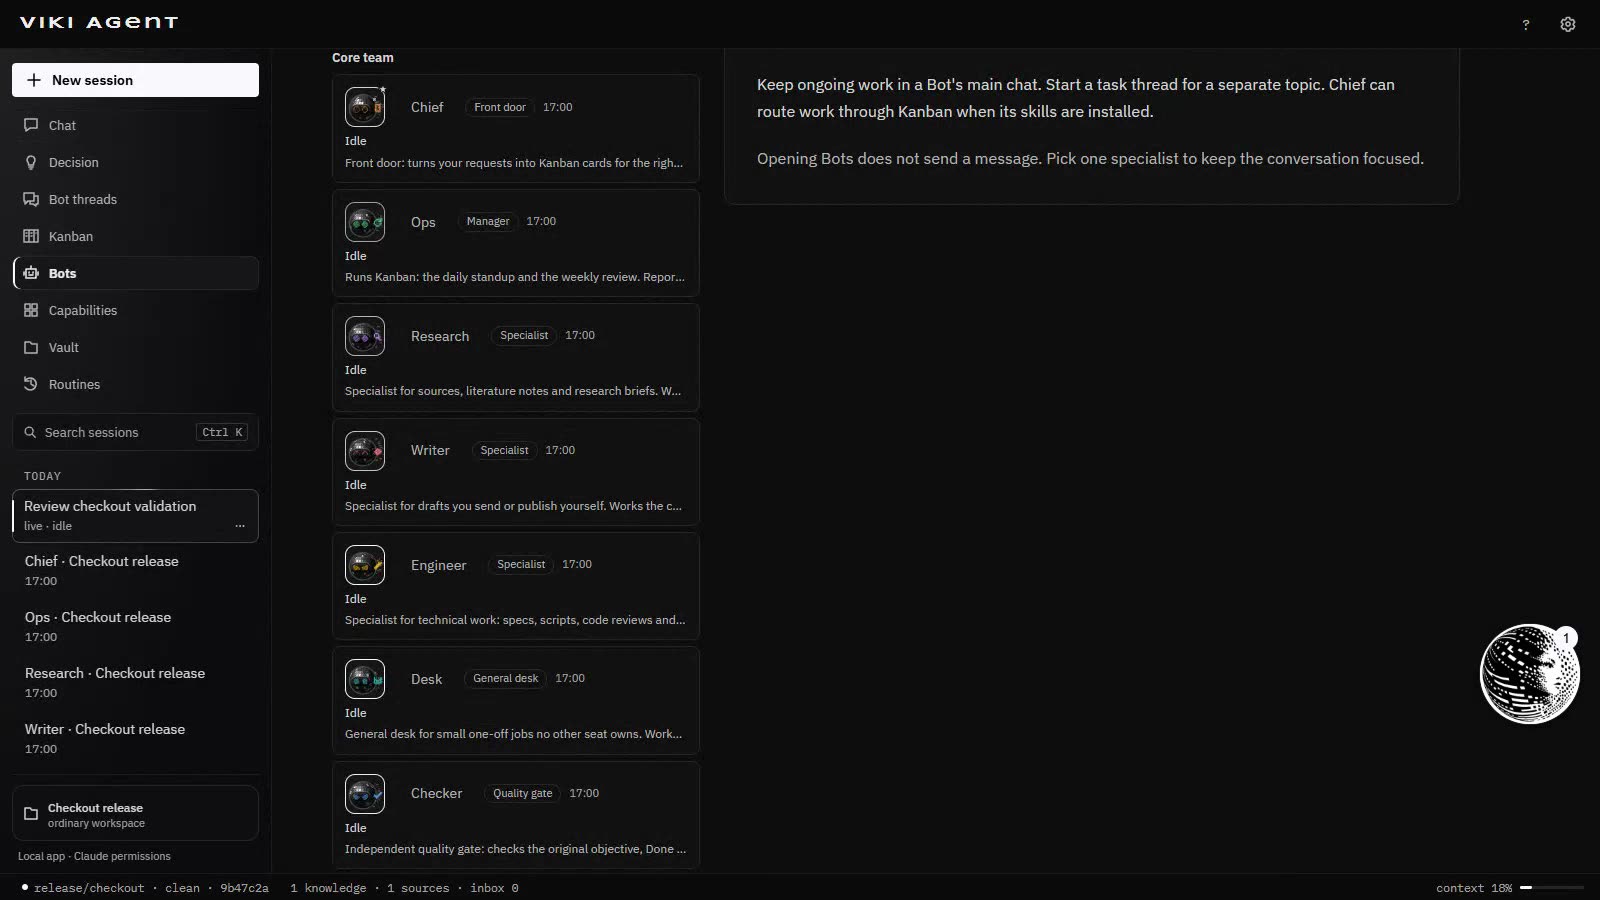 VIKI AGENT
?
New session
Chat
Decision
Bot threads
Kanban
Bots
Capabilities
Vault
Routines
Search sessions Ctrl K
TODAY
Review checkout validation
live · idle ...
Chief · Checkout release
17:00
Ops · Checkout release
17:00
Research · Checkout release
17:00
Writer · Checkout release
17:00
Checkout release
ordinary workspace
Local app · Claude permissions
Core team
Chief Front door 17:00
Idle
Front door: turns your requests into Kanban cards for the righ...
Ops Manager 17:00
Idle
Runs Kanban: the daily standup and the weekly review. Repor...
Research Specialist 17:00
Idle
Specialist for sources, literature notes and research briefs. W...
Writer Specialist 17:00
Idle
Specialist for drafts you send or publish yourself. Works the c...
Engineer Specialist 17:00
Idle
Specialist for technical work: specs, scripts, code reviews and...
Desk General desk 17:00
Idle
General desk for small one-off jobs no other seat owns. Work...
Checker Quality gate 17:00
Idle
Independent quality gate: checks the original objective, Done ...
Keep ongoing work in a Bot's main chat. Start a task thread for a separate topic. Chief can
route work through Kanban when its skills are installed.
Opening Bots does not send a message. Pick one specialist to keep the conversation focused.
1
release/checkout · clean · 9b47c2a 1 knowledge · 1 sources · inbox 0
context 18%